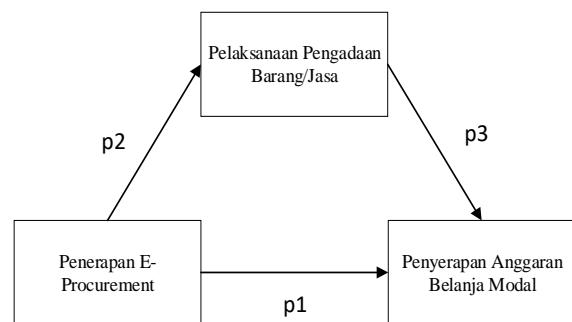 Pelaksanaan Pengadaan
Barang/Jasa
p2
p3
Penerapan E-
Procurement
Penyerapan Anggaran
Belanja Modal
p1